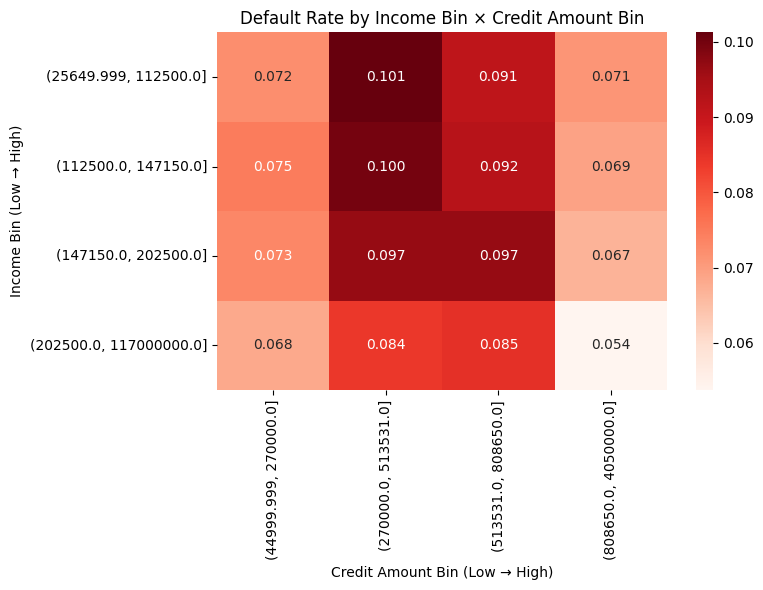 Default Rate by Income Bin × Credit Amount Bin
Income Bin (Low → High)
(25649.999, 112500.0]
0.072 0.101 0.091 0.071
(112500.0, 147150.0]
0.075 0.100 0.092 0.069
(147150.0, 202500.0]
0.073 0.097 0.097 0.067
(202500.0, 117000000.0]
0.068 0.084 0.085 0.054
(44999.999, 270000.0]
(270000.0, 513531.0]
(513531.0, 808650.0]
(808650.0, 4050000.0]
Credit Amount Bin (Low → High)
0.10
0.09
0.08
0.07
0.06